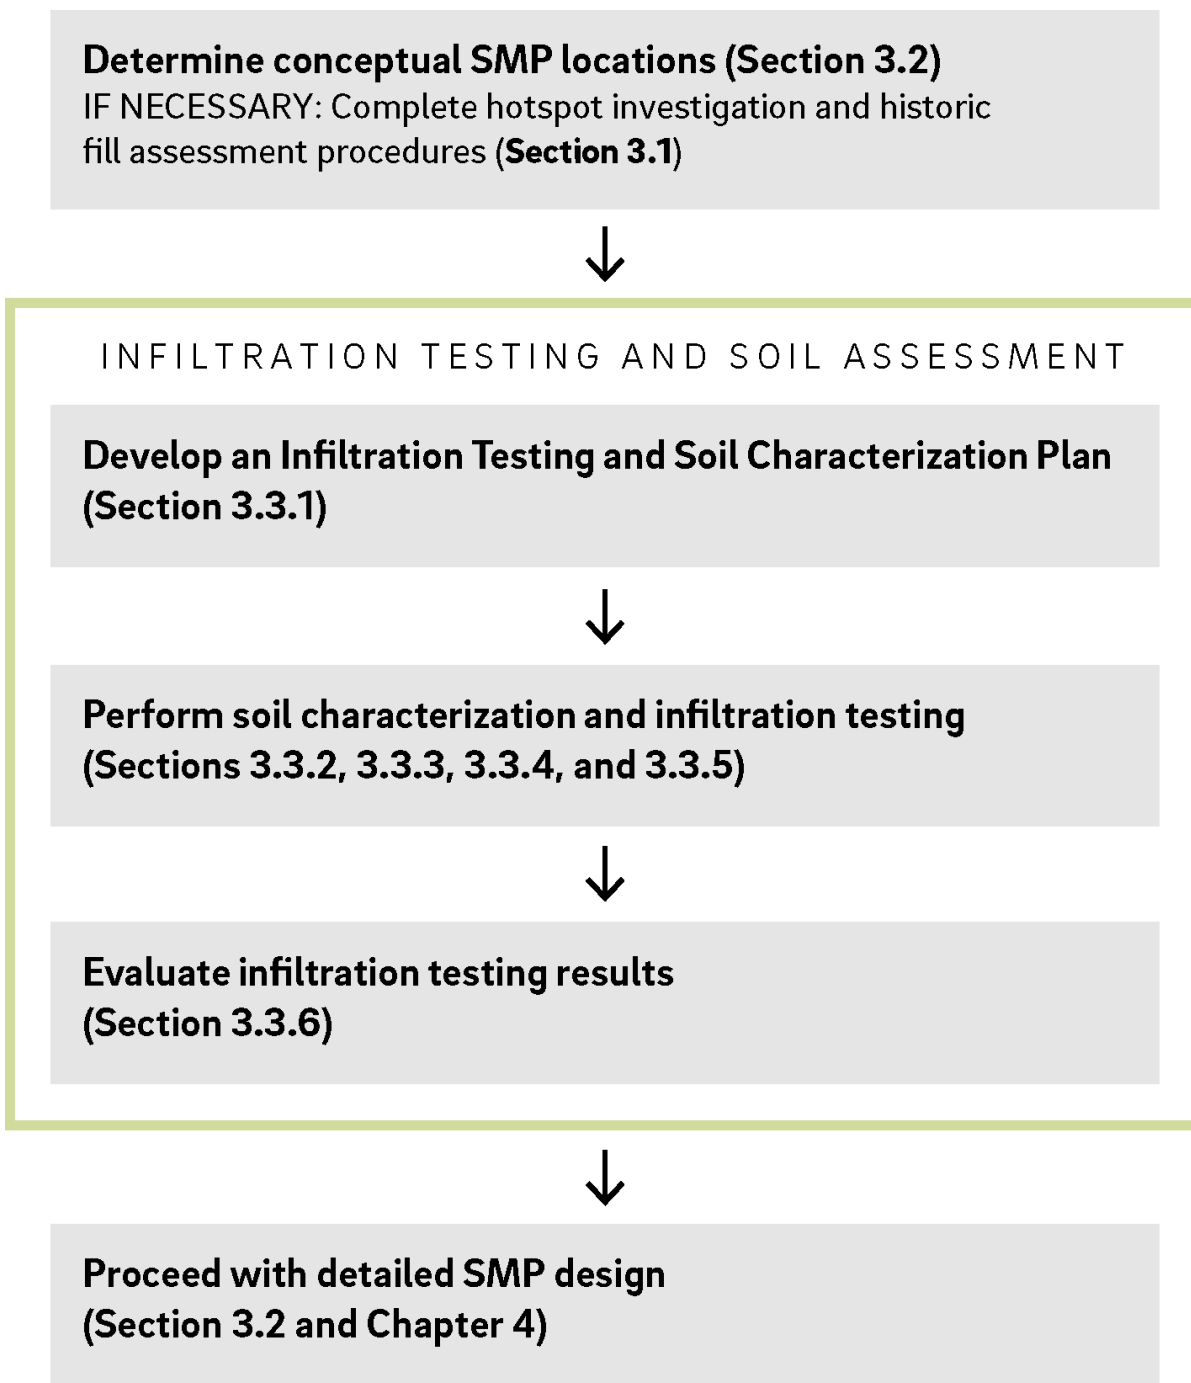 Determine conceptual SMP locations (Section 3.2)
IF NECESSARY: Complete hotspot investigation and historic
fill assessment procedures (Section 3.1)
INFILTRATION TESTING AND SOIL ASSESSMENT
Develop an Infiltration Testing and Soil Characterization Plan
(Section 3.3.1)
Perform soil characterization and infiltration testing
(Sections 3.3.2, 3.3.3, 3.3.4, and 3.3.5)
Evaluate infiltration testing results
(Section 3.3.6)
Proceed with detailed SMP design
(Section 3.2 and Chapter 4)